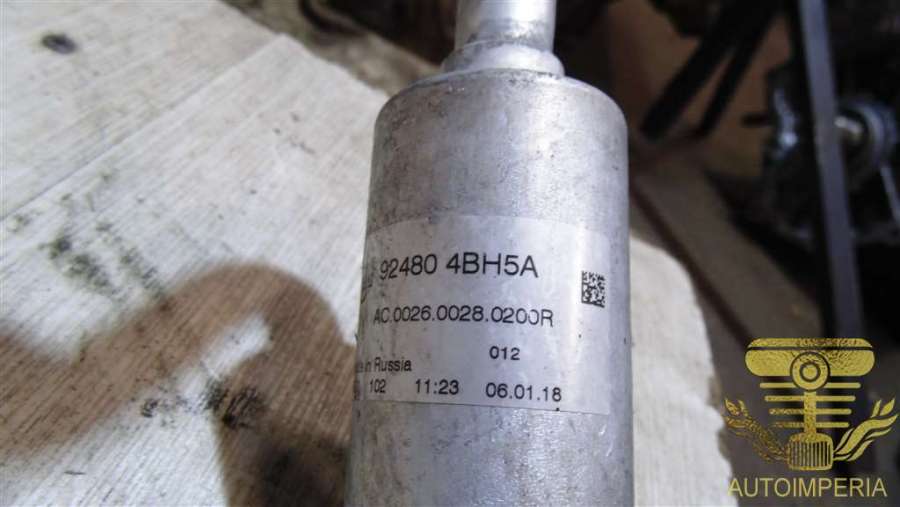 92480 4BH5A
AC.0026.0028.0200R
in Russia
012
102 11:23 06.01.18
AUTOIMPERIA